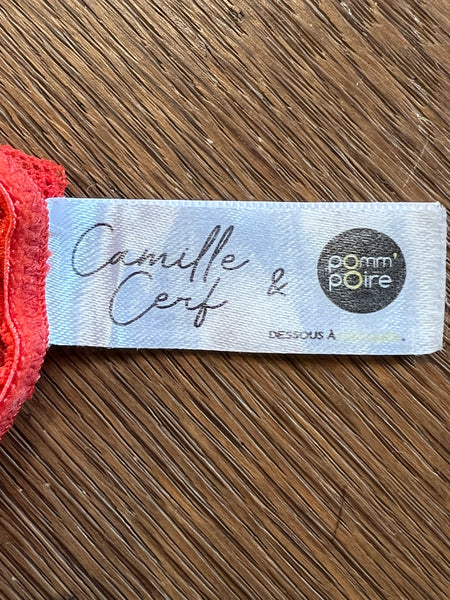 Camille
Cerf
&
pomm'
poire
DESSOUS À